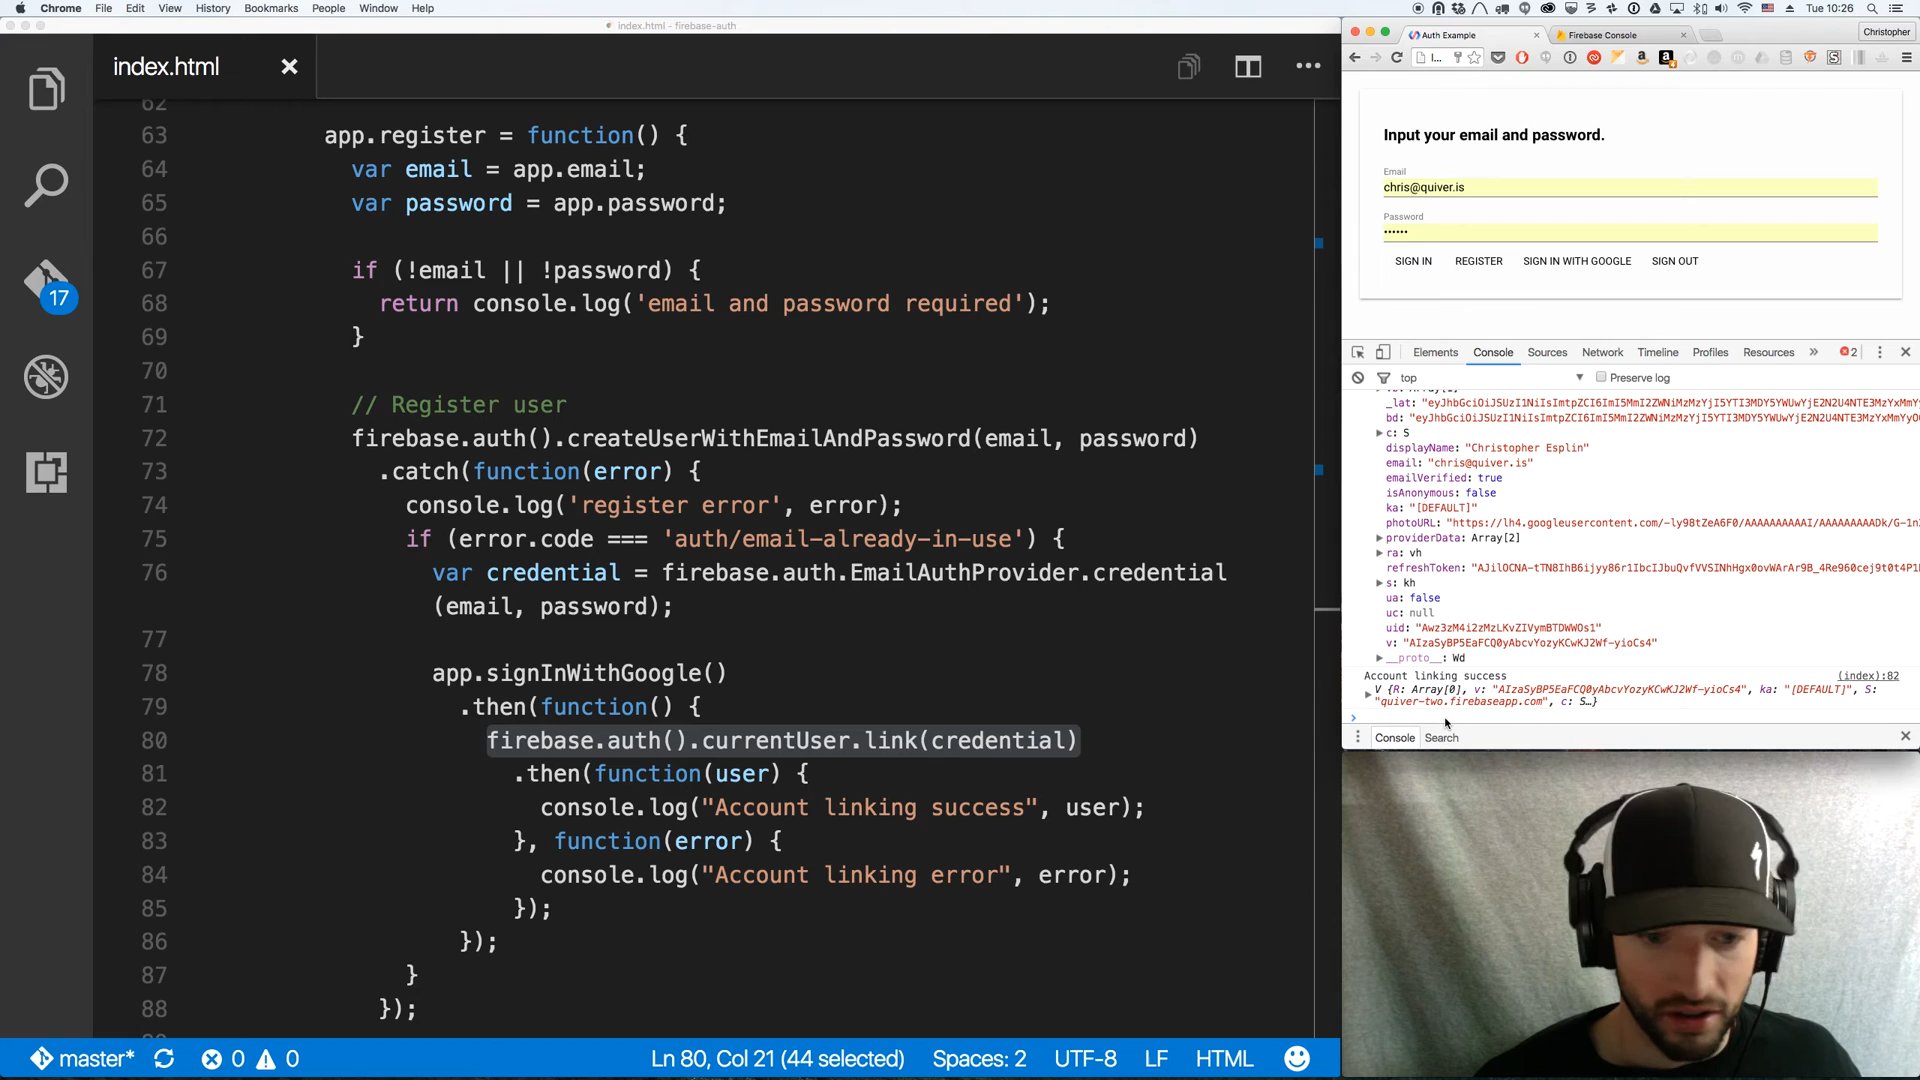 Chrome File Edit View History Bookmarks People Window Help
Tue 10:26
index.html - firebase-auth
index.html
62
63 app.register = function() {
64 var email = app.email;
65 var password = app.password;
66
67 if (!email || !password) {
68 return console.log('email and password required');
69 }
70
71 // Register user
72 firebase.auth().createUserWithEmailAndPassword(email, password)
73 .catch(function(error) {
74 console.log('register error', error);
75 if (error.code === 'auth/email-already-in-use') {
76 var credential = firebase.auth.EmailAuthProvider.credential
(email, password);
77
78 app.signInWithGoogle()
79 .then(function() {
80 firebase.auth().currentUser.link(credential)
81 .then(function(user) {
82 console.log("Account linking success", user);
83 }, function(error) {
84 console.log("Account linking error", error);
85 });
86 });
87 }
88 });
17
master* 0 0 Ln 80, Col 21 (44 selected) Spaces: 2 UTF-8 LF HTML
Auth Example Firebase Console Christopher
Input your email and password.
Email
chris@quiver.is
Password
••••••
SIGN IN REGISTER SIGN IN WITH GOOGLE SIGN OUT
Elements Console Sources Network Timeline Profiles Resources » 2
top Preserve log
c: S
displayName: "Christopher Esplin"
email: "chris@quiver.is"
emailVerified: true
isAnonymous: false
ka: "[DEFAULT]"
providerData: Array[2]
ra: vh
s: kh
ua: false
uc: null
__proto__: Wd
Account linking success (index):82
"quiver-two.firebaseapp.com", c: S…}
Console Search